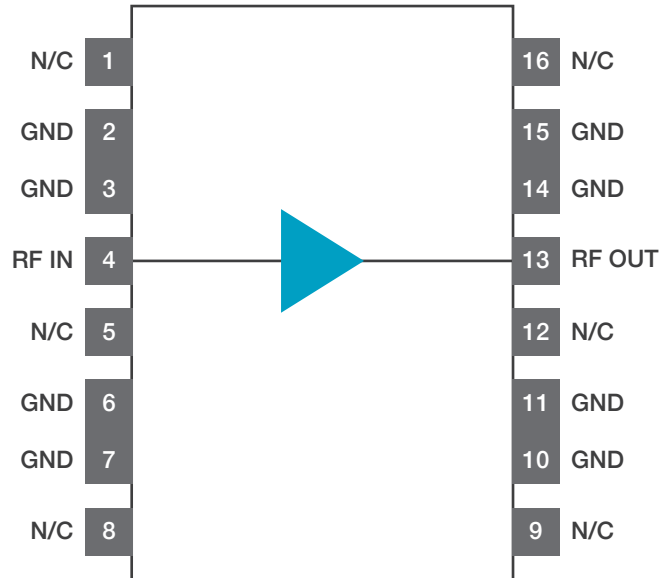 N/C 1 16 N/C
GND 2 15 GND
GND 3 14 GND
RF IN 4 13 RF OUT
N/C 5 12 N/C
GND 6 11 GND
GND 7 10 GND
N/C 8 9 N/C